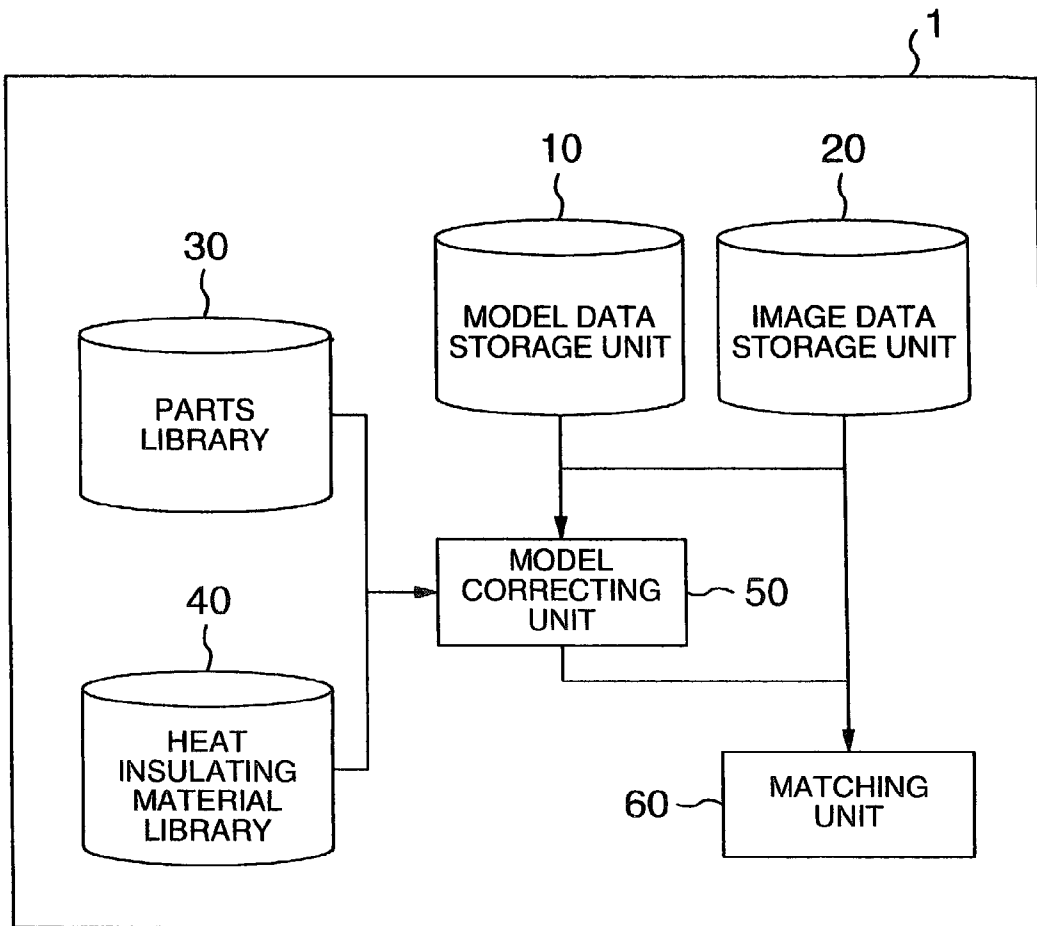 1
10
20
30
MODEL DATA
STORAGE UNIT
IMAGE DATA
STORAGE UNIT
PARTS
LIBRARY
MODEL
CORRECTING
UNIT
50
40
HEAT
INSULATING
MATERIAL
LIBRARY
60
MATCHING
UNIT